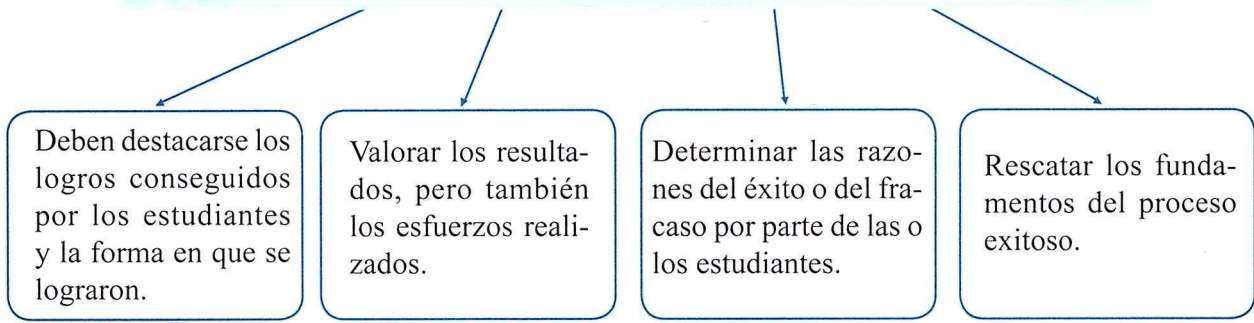 Deben destacarse los
logros conseguidos
por los estudiantes
y la forma en que se
lograron.
Valorar los resulta-
dos, pero también
los esfuerzos reali-
zados.
Determinar las razo-
nes del éxito o del fra-
caso por parte de las o
los estudiantes.
Rescatar los funda-
mentos del proceso
exitoso.